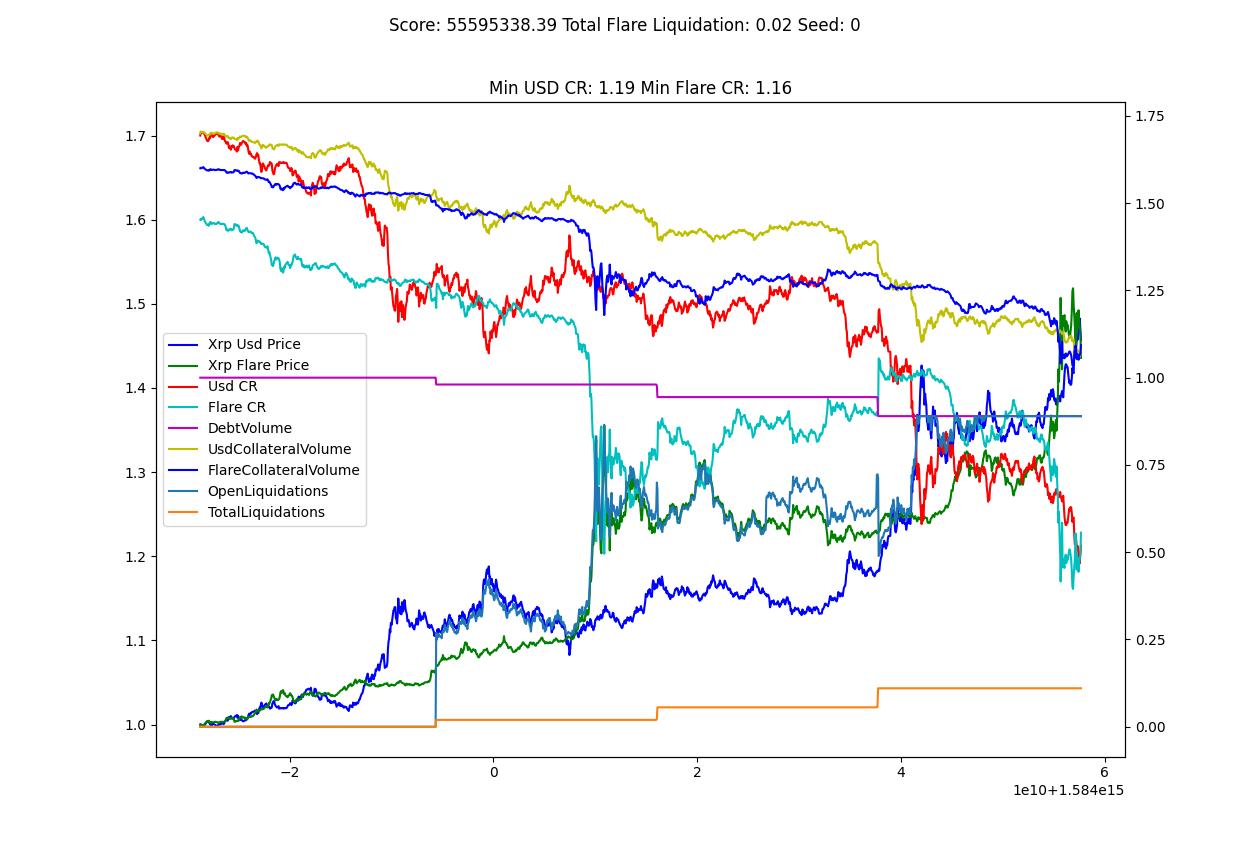 Score: 55595338.39 Total Flare Liquidation: 0.02 Seed: 0
Min USD CR: 1.19 Min Flare CR: 1.16
1.7
1.6
1.5
1.4
1.3
1.2
1.1
1.0
1.75
1.50
1.25
1.00
0.75
0.50
0.25
0.00
Xrp Usd Price
Xrp Flare Price
Usd CR
Flare CR
DebtVolume
UsdCollateralVolume
FlareCollateralVolume
OpenLiquidations
TotalLiquidations
−2 0 2 4 6
1e10+1.584e15